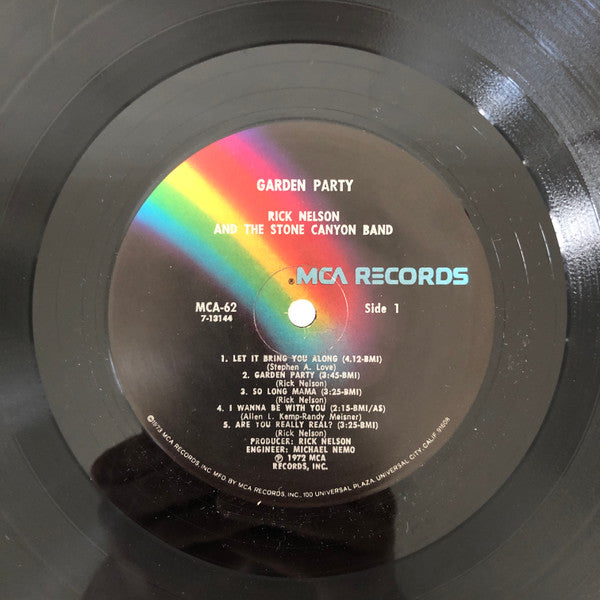 GARDEN PARTY
RICK NELSON
AND THE STONE CANYON BAND
®MCA RECORDS
MCA-62
7-13144
Side 1
1. LET IT BRING YOU ALONG (4.12-BMI)
(Stephen A. Love)
2. GARDEN PARTY (3:45-BMI)
(Rick Nelson)
3. SO LONG MAMA (3:25-BMI)
(Rick Nelson)
4. I WANNA BE WITH YOU (2:15-BMI/AS)
(Allen L. Kemp-Randy Meisner)
5. ARE YOU REALLY REAL? (3:25-BMI)
(Rick Nelson)
PRODUCER: RICK NELSON
ENGINEER: MICHAEL NEMO
℗ 1972 MCA
RECORDS, INC.
©1973 MCA RECORDS, INC. MFD BY MCA RECORDS, INC., 100 UNIVERSAL PLAZA, UNIVERSAL CITY, CALIF. 91608